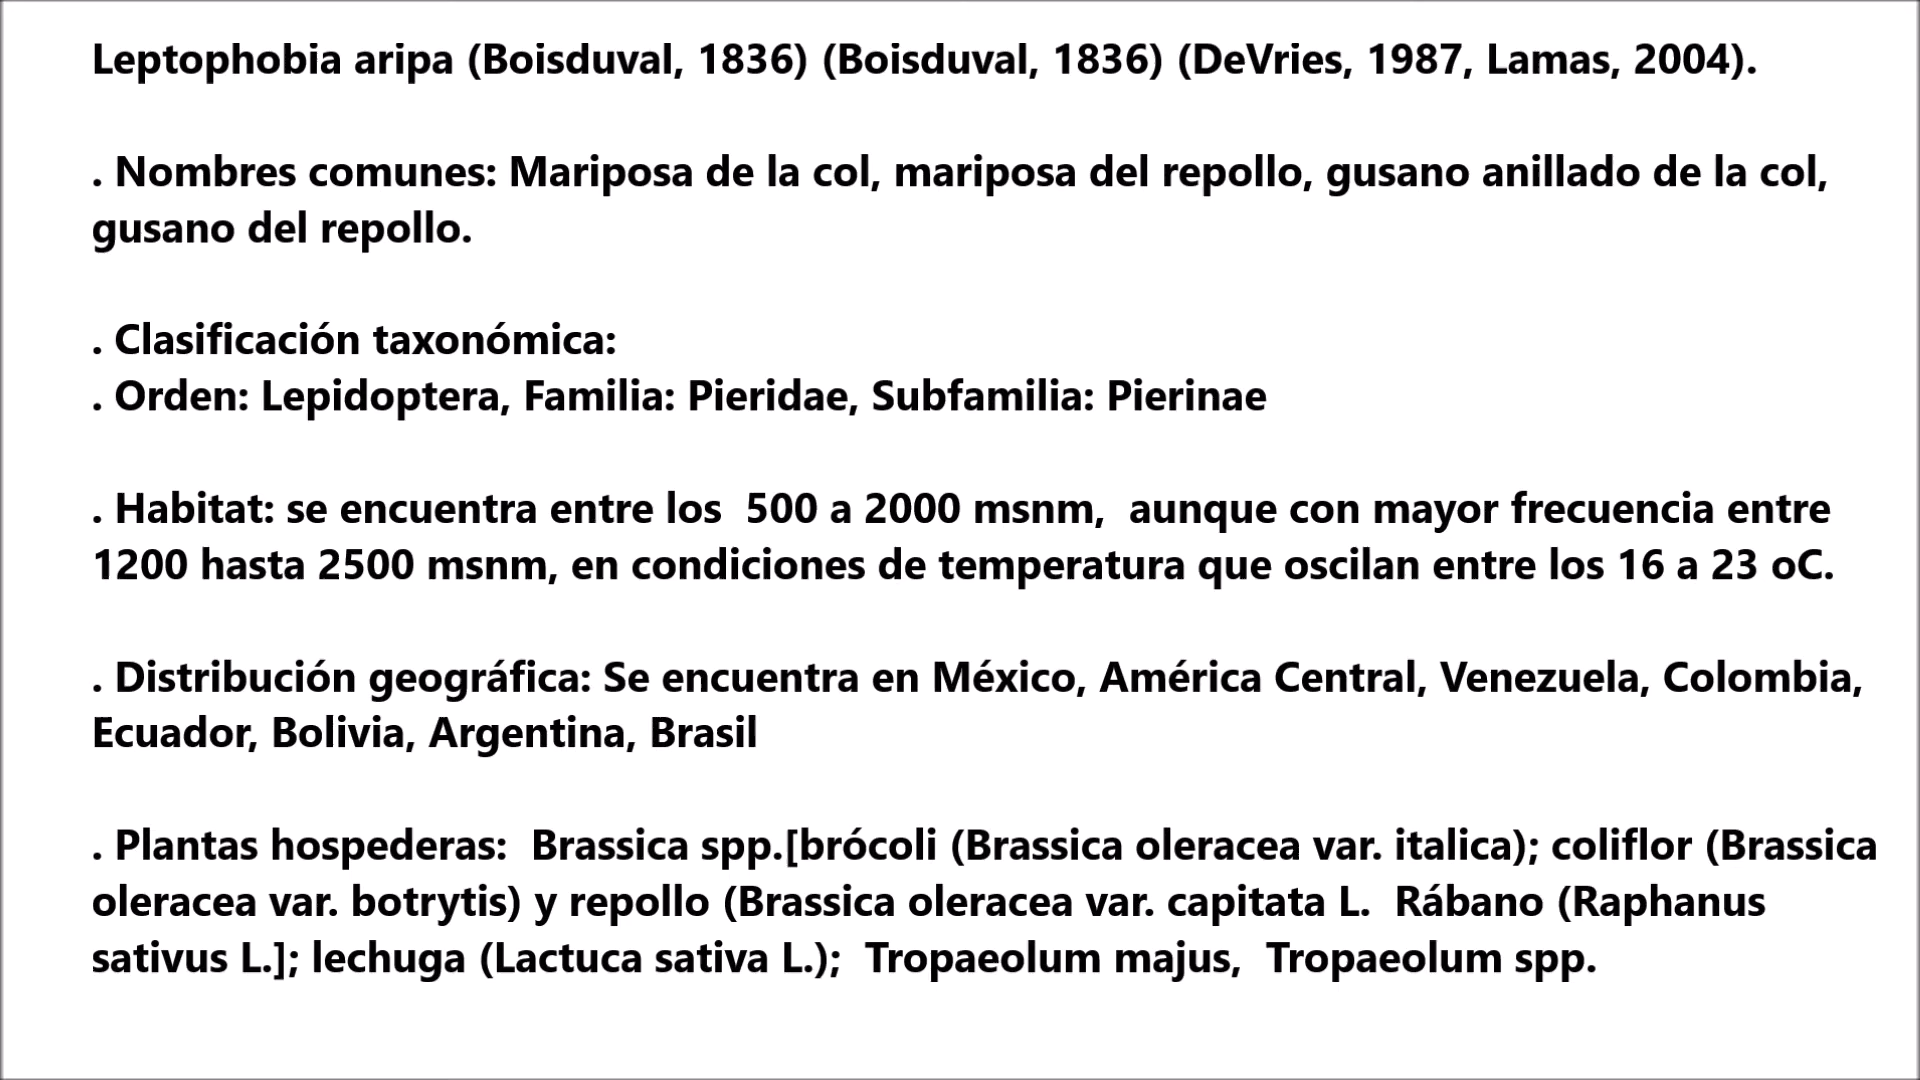 Leptophobia aripa (Boisduval, 1836) (Boisduval, 1836) (DeVries, 1987, Lamas, 2004).
. Nombres comunes: Mariposa de la col, mariposa del repollo, gusano anillado de la col,
gusano del repollo.
. Clasificación taxonómica:
. Orden: Lepidoptera, Familia: Pieridae, Subfamilia: Pierinae
. Habitat: se encuentra entre los  500 a 2000 msnm,  aunque con mayor frecuencia entre
1200 hasta 2500 msnm, en condiciones de temperatura que oscilan entre los 16 a 23 oC.
. Distribución geográfica: Se encuentra en México, América Central, Venezuela, Colombia,
Ecuador, Bolivia, Argentina, Brasil
. Plantas hospederas:  Brassica spp.[brócoli (Brassica oleracea var. italica); coliflor (Brassica
oleracea var. botrytis) y repollo (Brassica oleracea var. capitata L.  Rábano (Raphanus
sativus L.]; lechuga (Lactuca sativa L.);  Tropaeolum majus,  Tropaeolum spp.